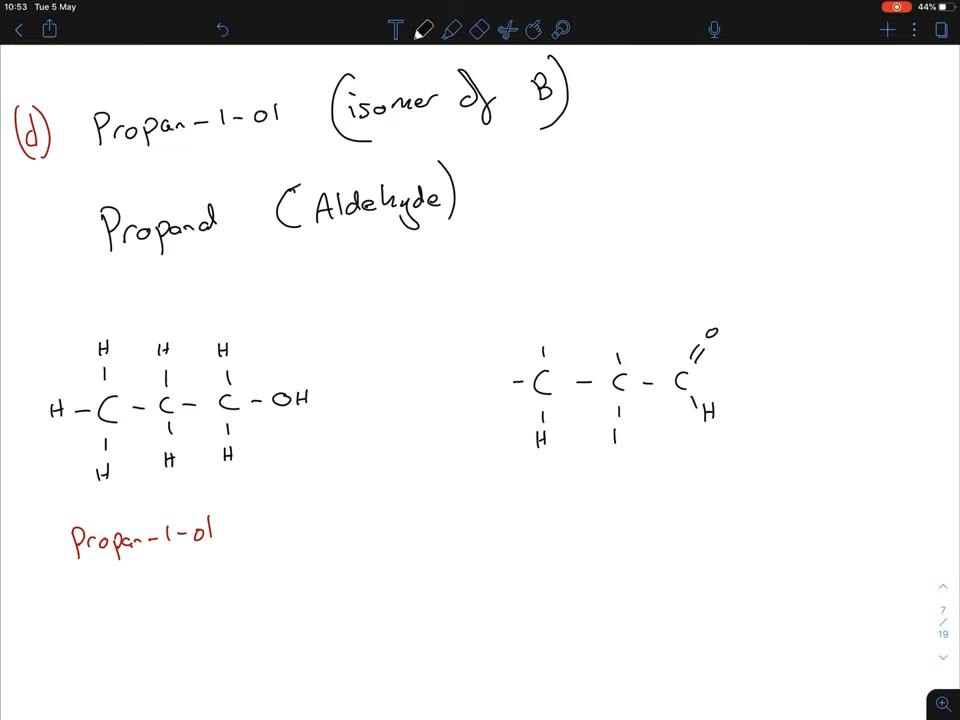 10:53 Tue 5 May 44%
(d) Propan-1-ol (isomer of B)
Propanal (Aldehyde)
H H H O
H - C - C - C - OH - C - C - C
H H H H H
Propan-1-ol
7
/
19